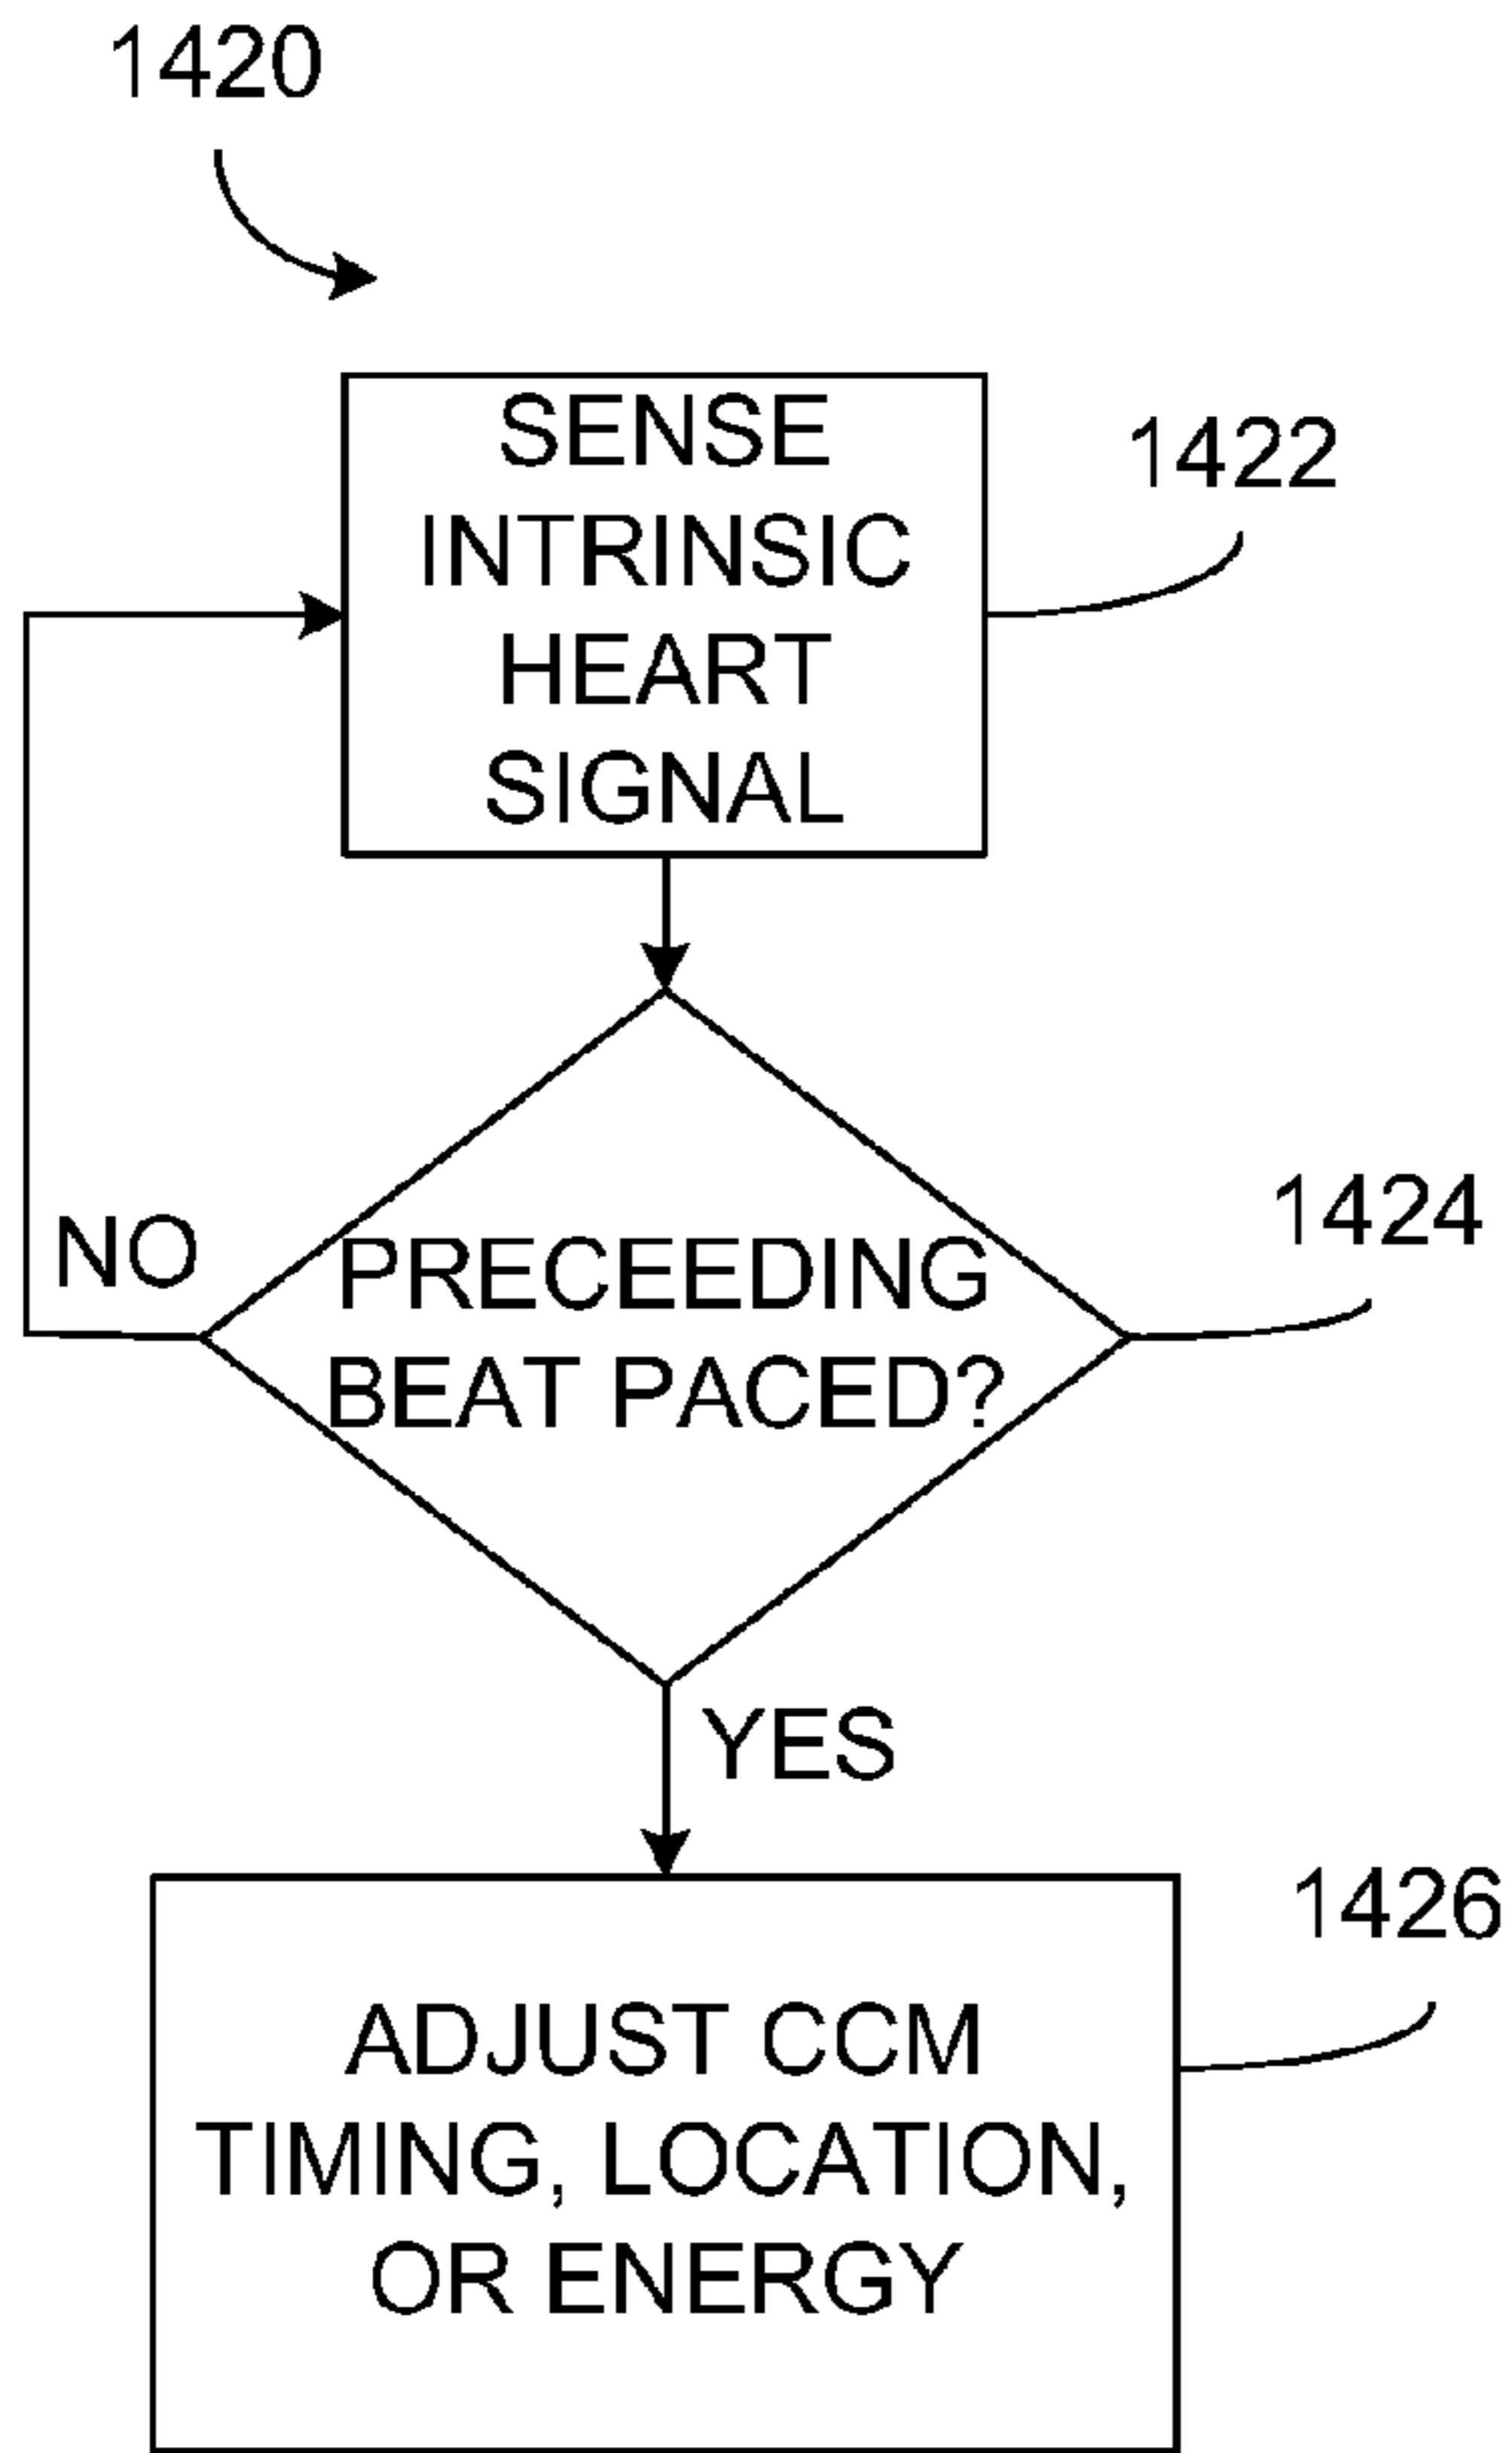 1420
SENSE
INTRINSIC
HEART
SIGNAL
1422
PRECEEDING
BEAT PACED?
1424
NO
YES
ADJUST CCM
TIMING, LOCATION,
OR ENERGY
1426